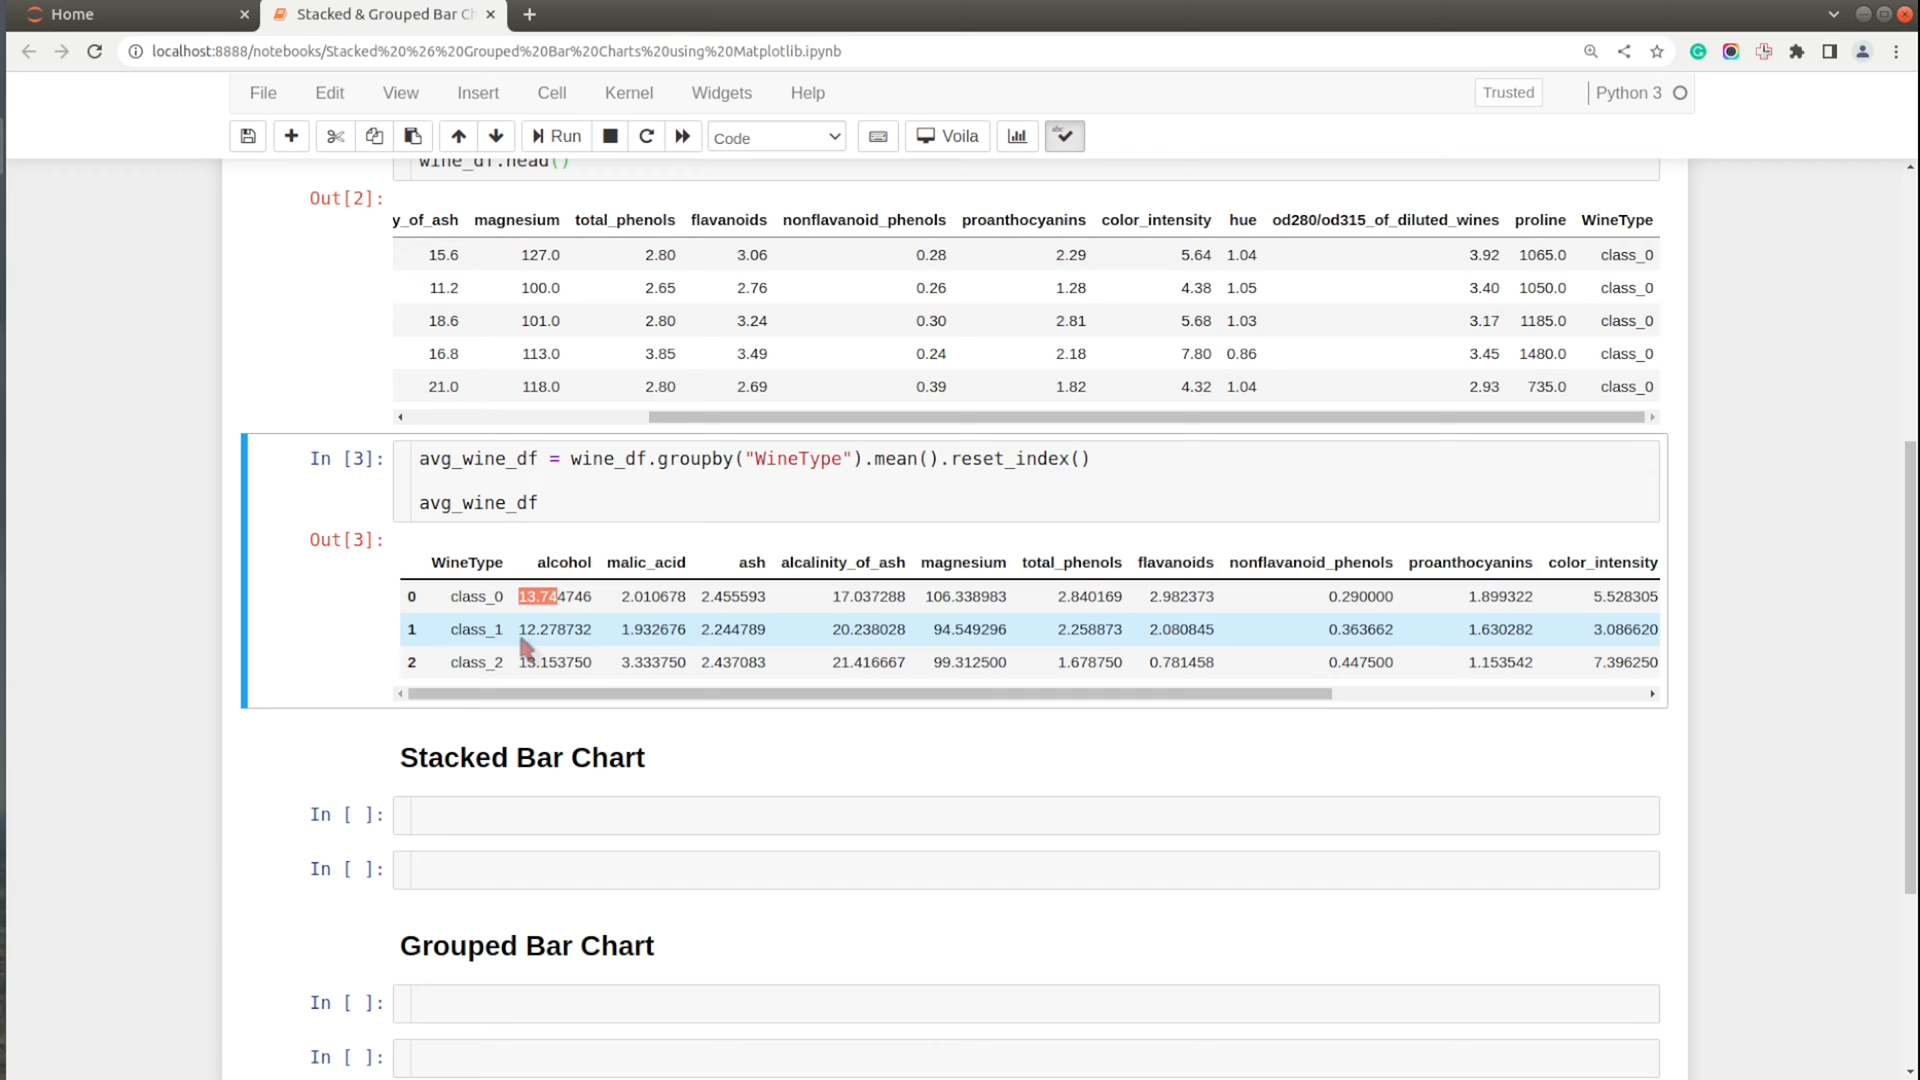 Home
Stacked & Grouped Bar Ch
localhost:8888/notebooks/Stacked%20%26%20Grouped%20Bar%20Charts%20using%20Matplotlib.ipynb
File Edit View Insert Cell Kernel Widgets Help Trusted Python 3
Run Code Voila
wine_df.head()
Out[2]:
y_of_ash magnesium total_phenols flavanoids nonflavanoid_phenols proanthocyanins color_intensity hue od280/od315_of_diluted_wines proline WineType
15.6 127.0 2.80 3.06 0.28 2.29 5.64 1.04 3.92 1065.0 class_0
11.2 100.0 2.65 2.76 0.26 1.28 4.38 1.05 3.40 1050.0 class_0
18.6 101.0 2.80 3.24 0.30 2.81 5.68 1.03 3.17 1185.0 class_0
16.8 113.0 3.85 3.49 0.24 2.18 7.80 0.86 3.45 1480.0 class_0
21.0 118.0 2.80 2.69 0.39 1.82 4.32 1.04 2.93 735.0 class_0
In [3]: avg_wine_df = wine_df.groupby("WineType").mean().reset_index()
avg_wine_df
Out[3]:
WineType alcohol malic_acid ash alcalinity_of_ash magnesium total_phenols flavanoids nonflavanoid_phenols proanthocyanins color_intensity
0 class_0 13.744746 2.010678 2.455593 17.037288 106.338983 2.840169 2.982373 0.290000 1.899322 5.528305
1 class_1 12.278732 1.932676 2.244789 20.238028 94.549296 2.258873 2.080845 0.363662 1.630282 3.086620
2 class_2 13.153750 3.333750 2.437083 21.416667 99.312500 1.678750 0.781458 0.447500 1.153542 7.396250
Stacked Bar Chart
In [ ]:
In [ ]:
Grouped Bar Chart
In [ ]:
In [ ]: